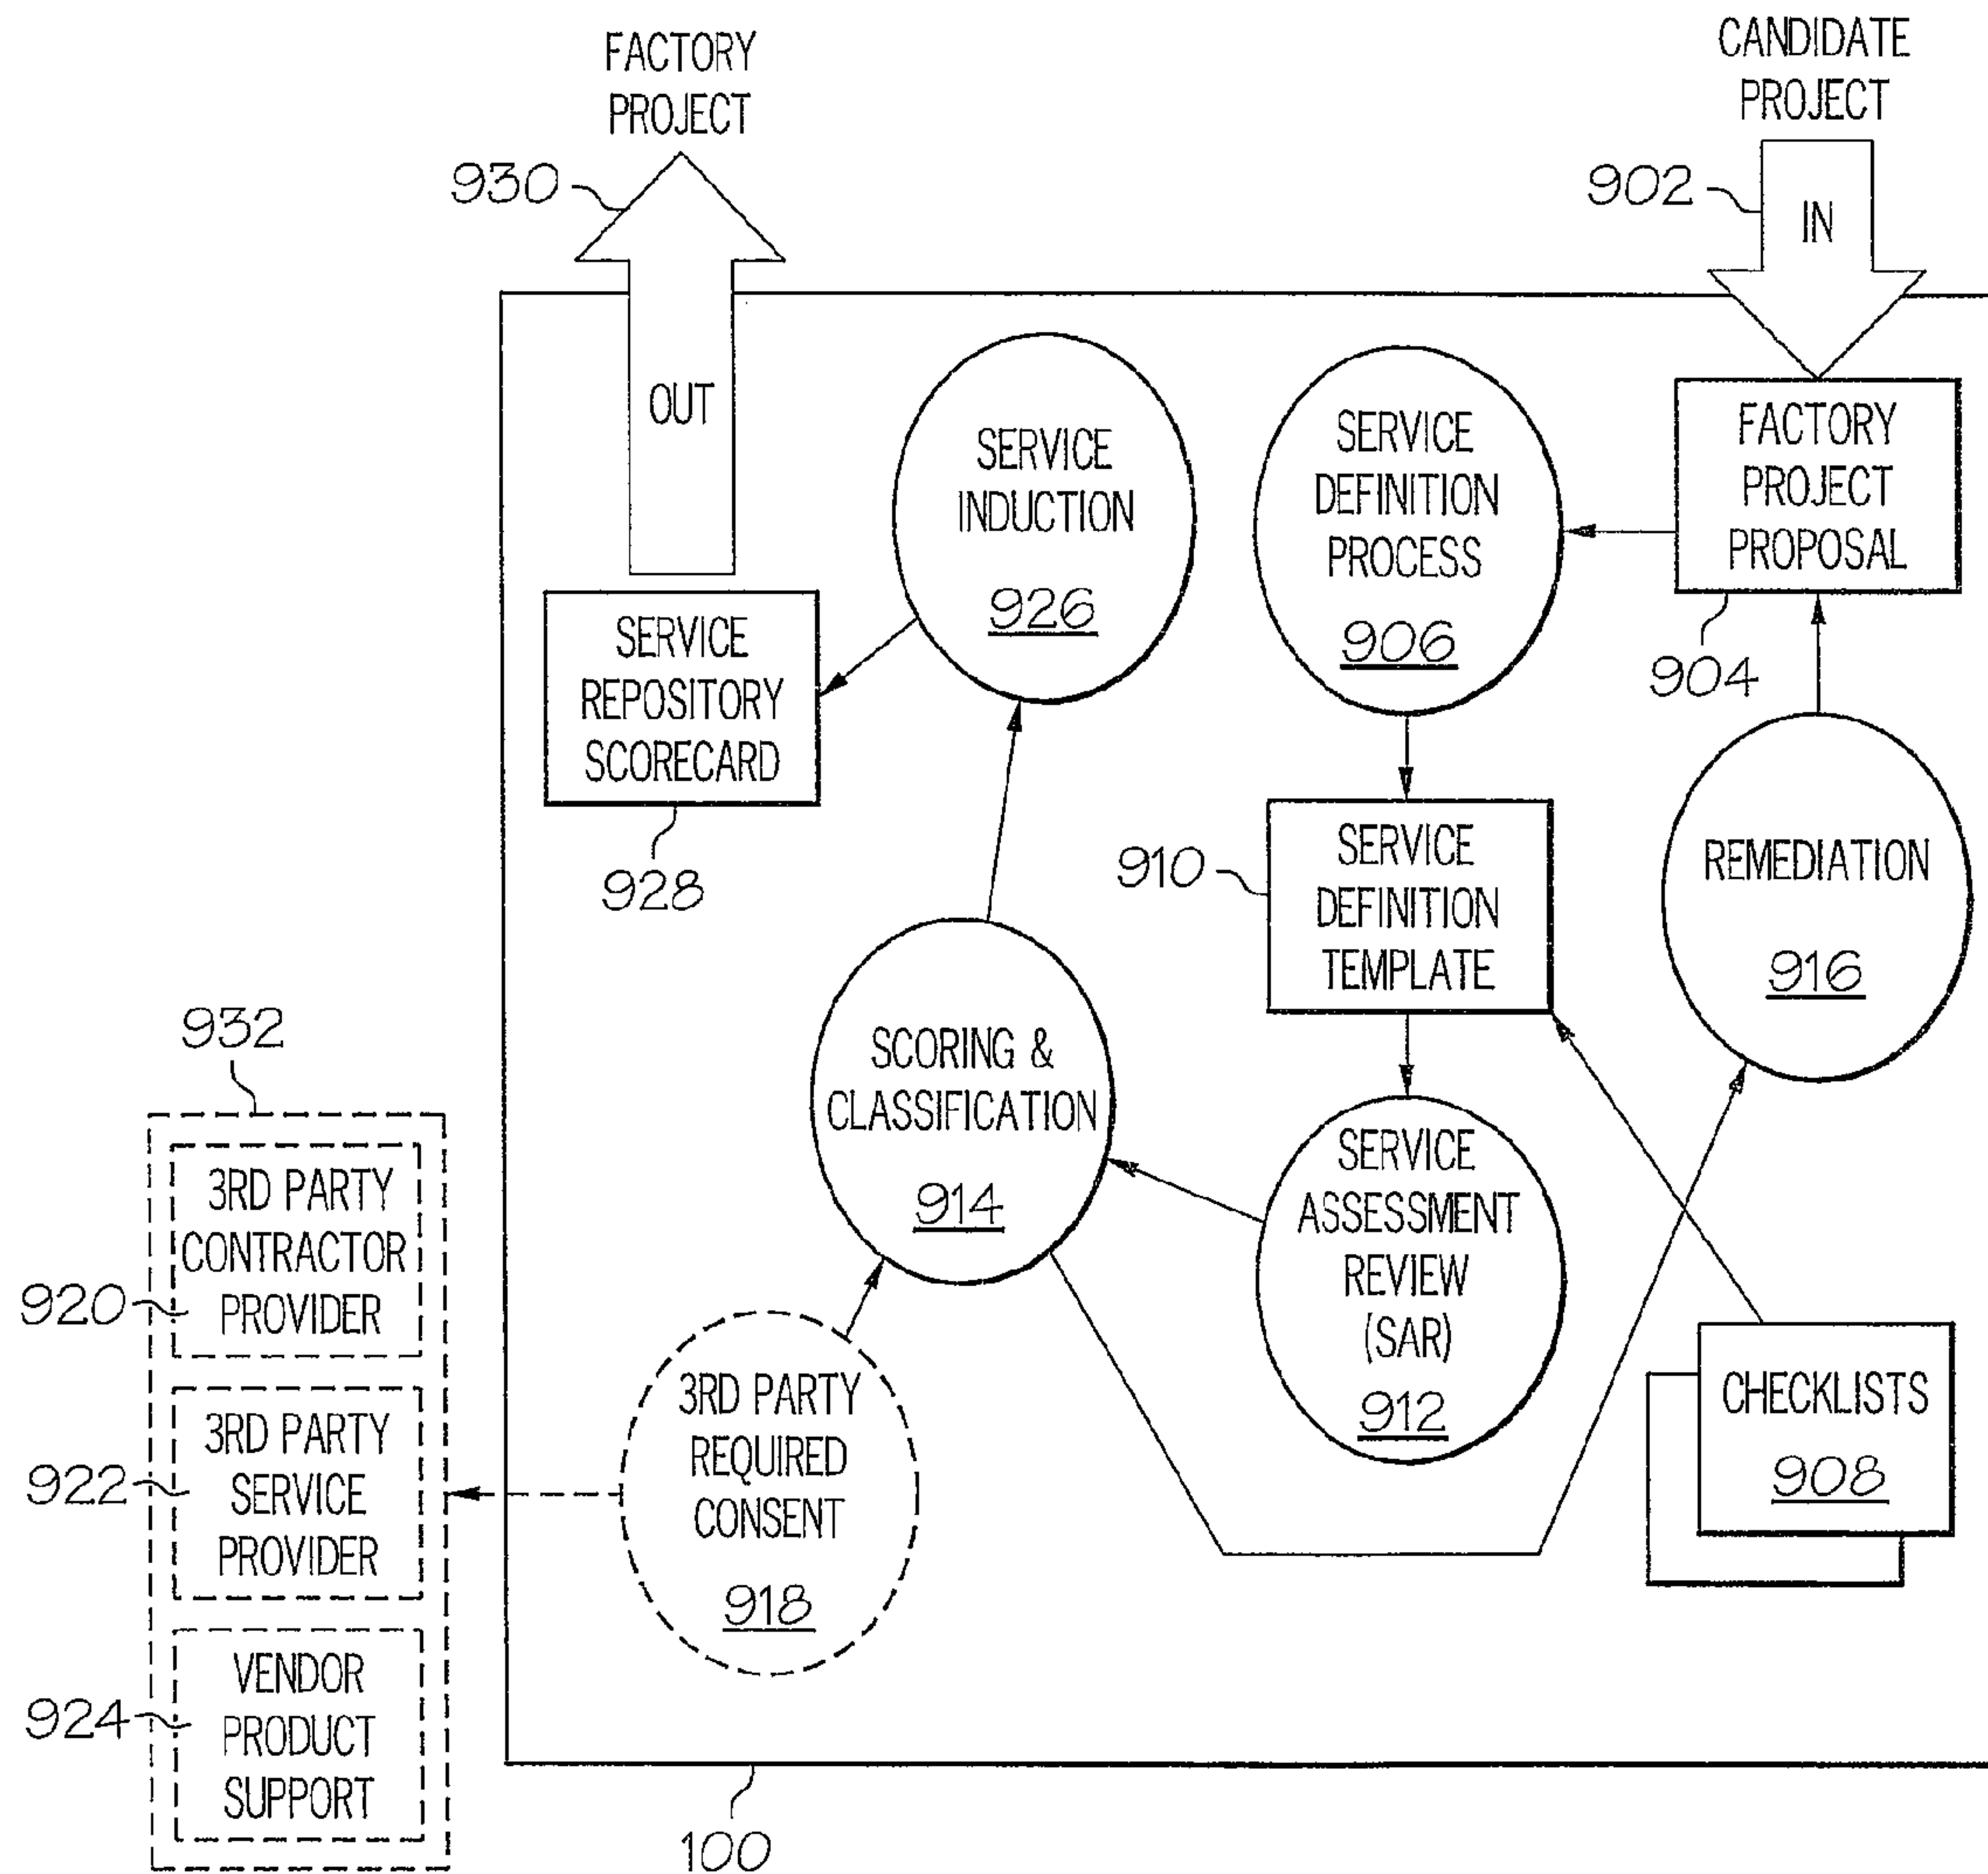 FACTORY
PROJECT
930
OUT
CANDIDATE
PROJECT
902
IN
FACTORY
PROJECT
PROPOSAL
904
SERVICE
DEFINITION
PROCESS
906
SERVICE
INDUCTION
926
SERVICE
REPOSITORY
SCORECARD
928
910
SERVICE
DEFINITION
TEMPLATE
REMEDIATION
916
SCORING &
CLASSIFICATION
914
SERVICE
ASSESSMENT
REVIEW
(SAR)
912
CHECKLISTS
908
3RD PARTY
REQUIRED
CONSENT
918
932
3RD PARTY
CONTRACTOR
PROVIDER
920
3RD PARTY
SERVICE
PROVIDER
922
VENDOR
PRODUCT
SUPPORT
924
100